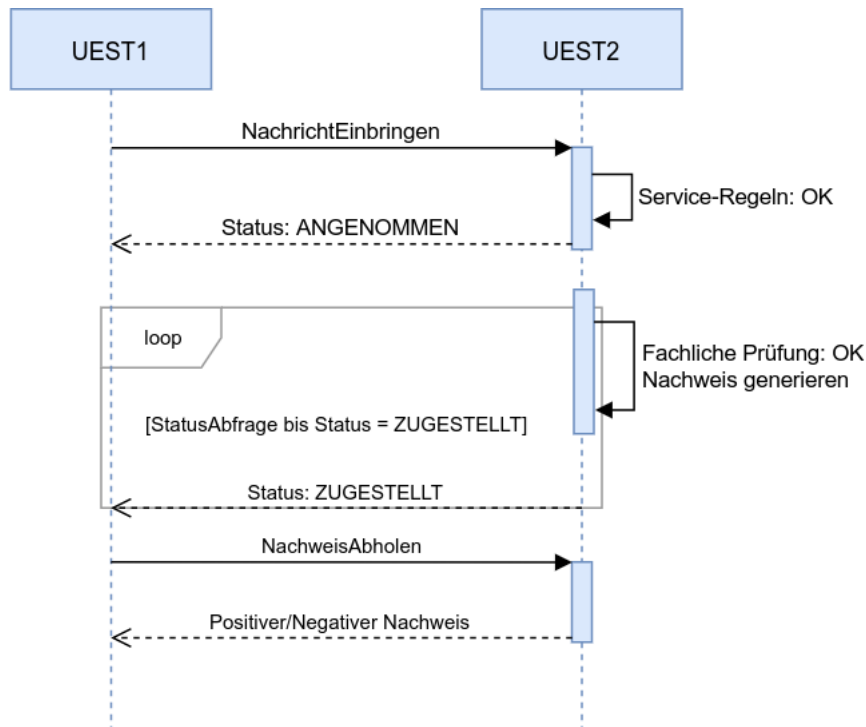 UEST1
UEST2
NachrichtEinbringen
Service-Regeln: OK
Status: ANGENOMMEN
loop
Fachliche Prüfung: OK
Nachweis generieren
[StatusAbfrage bis Status = ZUGESTELLT]
Status: ZUGESTELLT
NachweisAbholen
Positiver/Negativer Nachweis